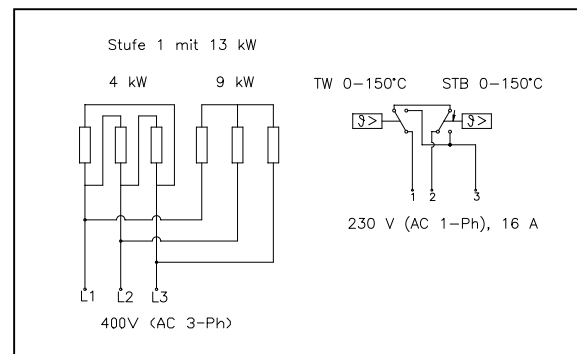 Stufe 1 mit 13 kW
4 kW 9 kW
TW 0-150°C STB 0-150°C
ϑ> ϑ>
1 2 3
230 V (AC 1-Ph), 16 A
L1 L2 L3
400V (AC 3-Ph)